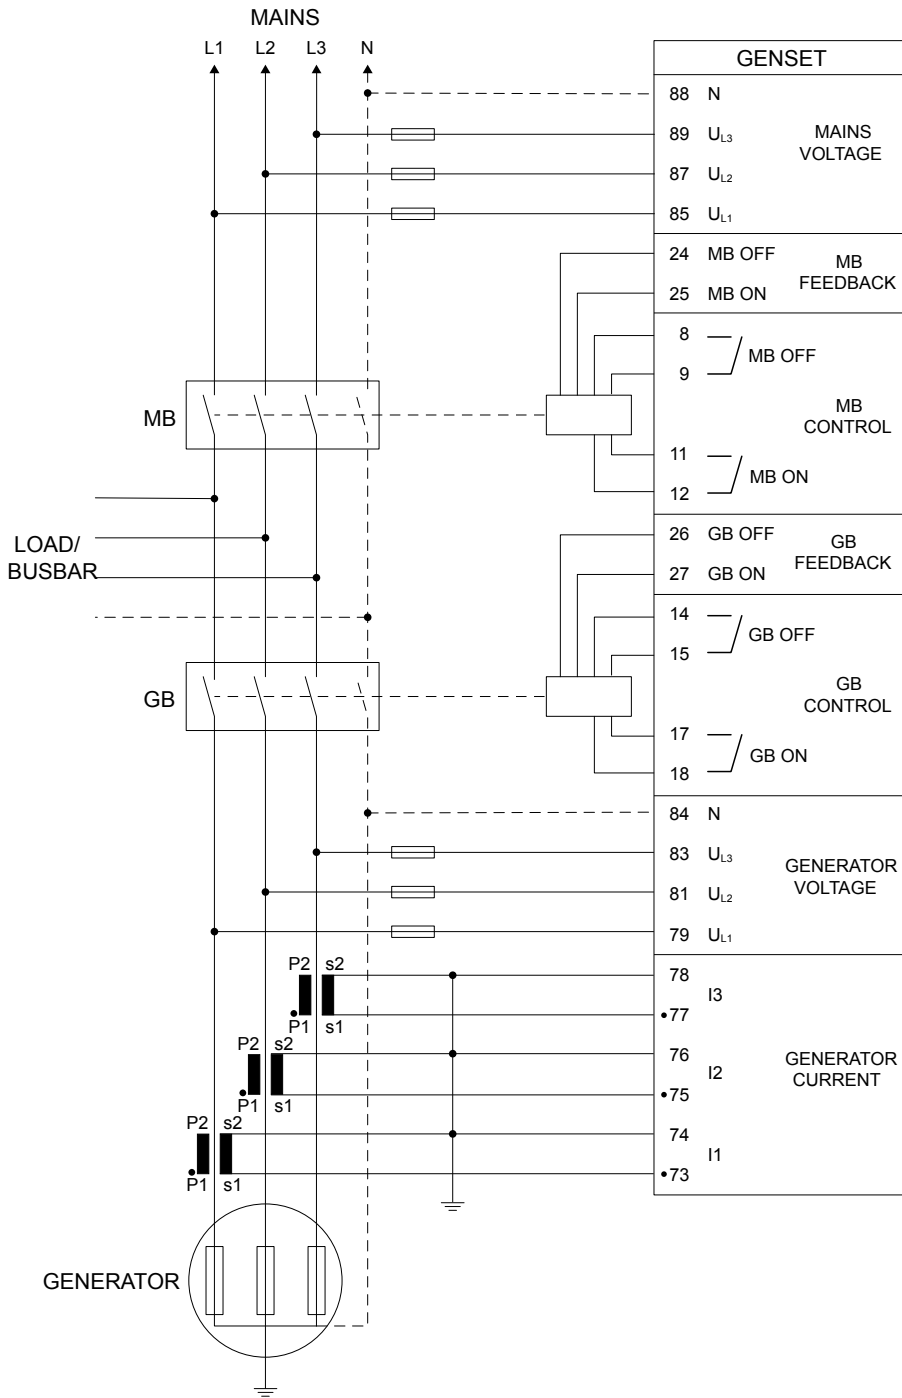 MAINS
L1 L2 L3 N
GENSET
88 N
89 UL3
87 UL2
85 UL1
MAINS
VOLTAGE
24 MB OFF
25 MB ON
MB
FEEDBACK
8
9
MB OFF
11
12
MB ON
MB
CONTROL
MB
LOAD/
BUSBAR
26 GB OFF
27 GB ON
GB
FEEDBACK
14
15
GB OFF
17
18
GB ON
GB
CONTROL
GB
84 N
83 UL3
81 UL2
79 UL1
GENERATOR
VOLTAGE
P2 s2
P1 s1
78
77
I3
P2 s2
P1 s1
76
75
I2
P2 s2
P1 s1
74
73
I1
GENERATOR
CURRENT
GENERATOR